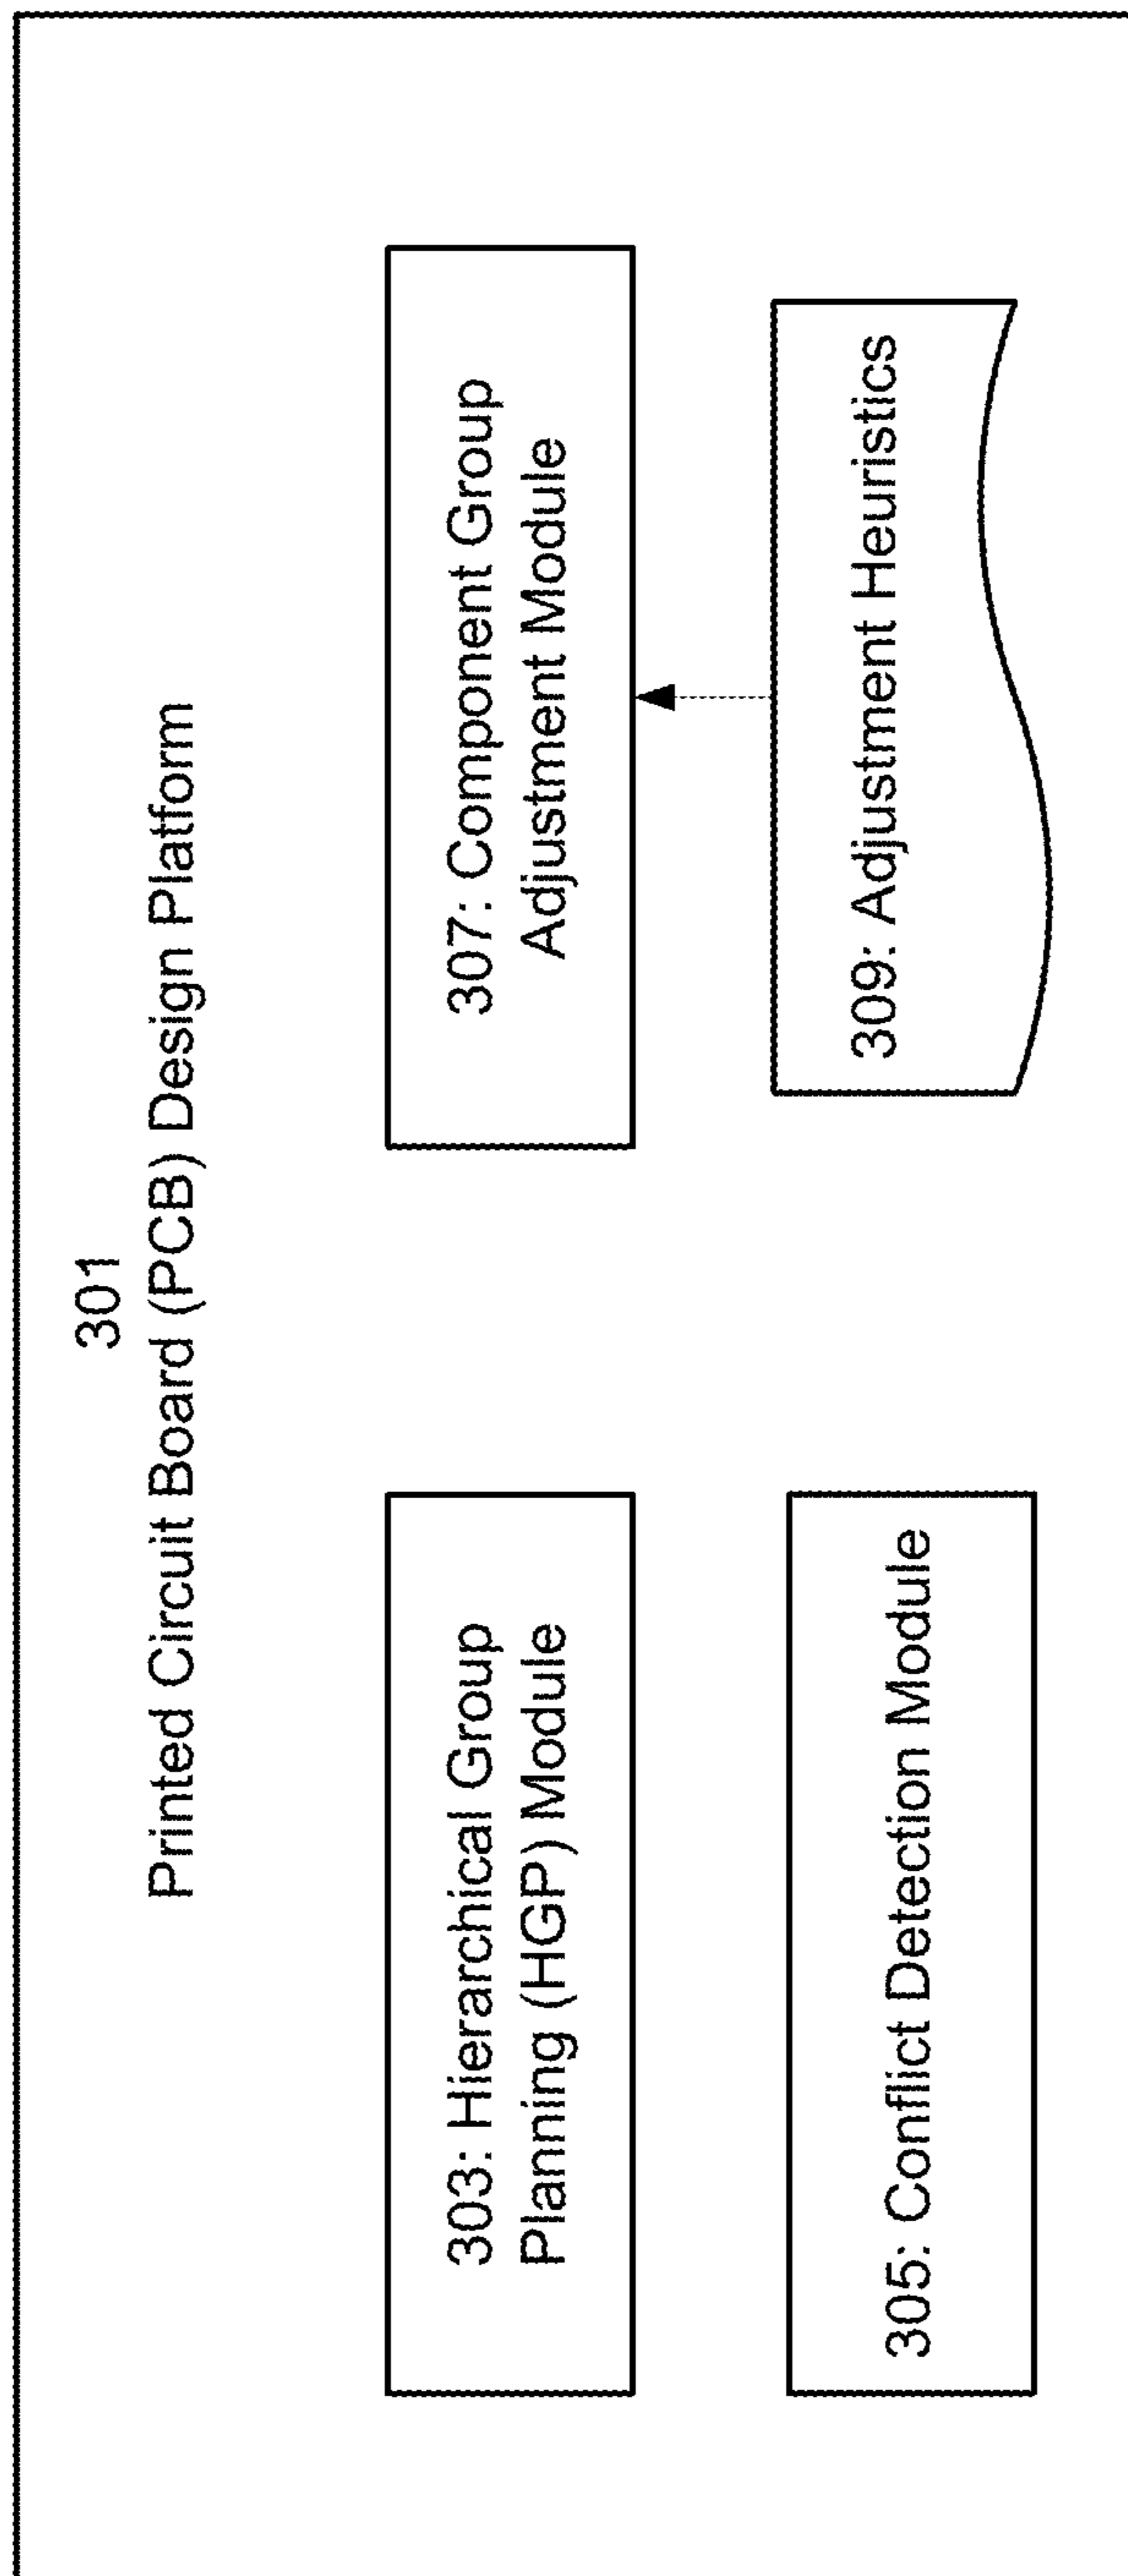 301
Printed Circuit Board (PCB) Design Platform
303: Hierarchical Group
Planning (HGP) Module
307: Component Group
Adjustment Module
305: Conflict Detection Module
309: Adjustment Heuristics